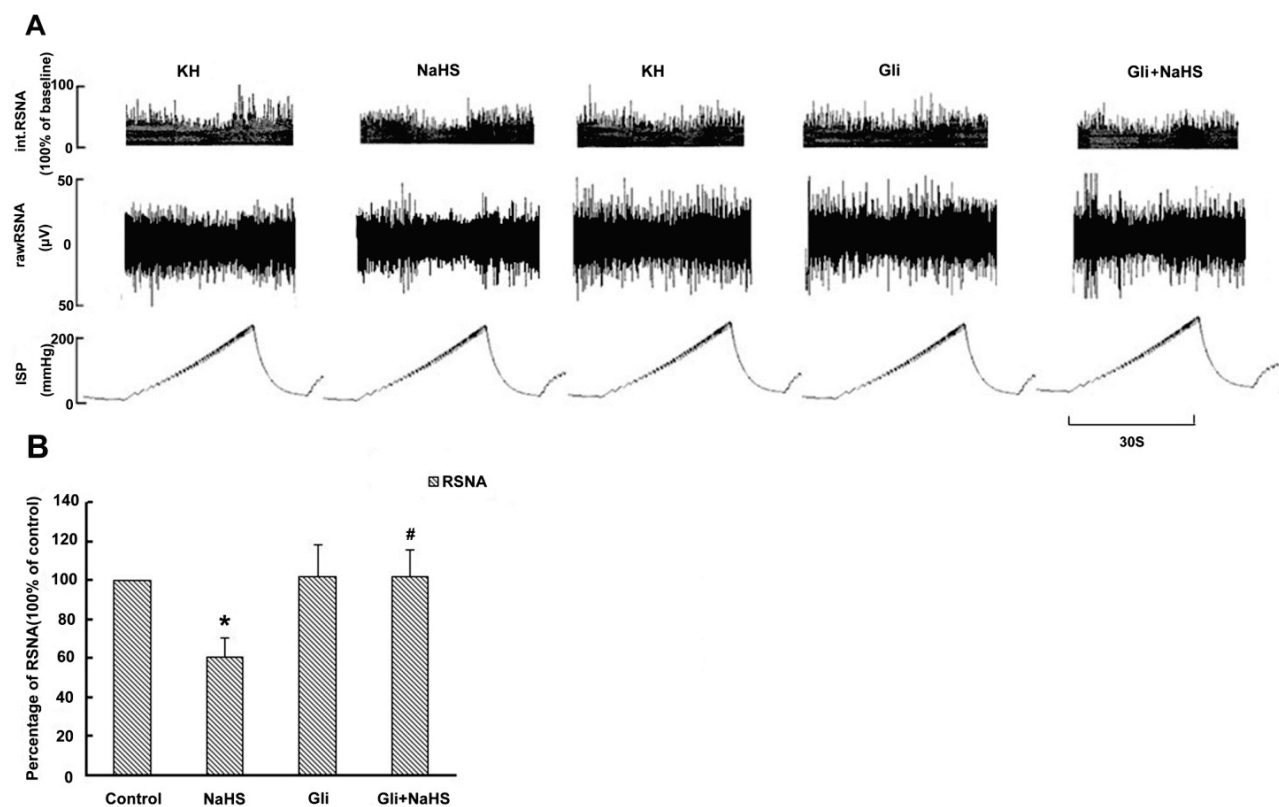 A
KH NaHS KH Gli Gli+NaHS
int.RSNA
(100% of baseline)
100
0
rawRSNA
(μV)
50
0
50
ISP
(mmHg)
200
0
30S
B
RSNA
Percentage of RSNA(100% of control)
140
120
100
80
60
40
20
0
*
#
Control NaHS Gli Gli+NaHS